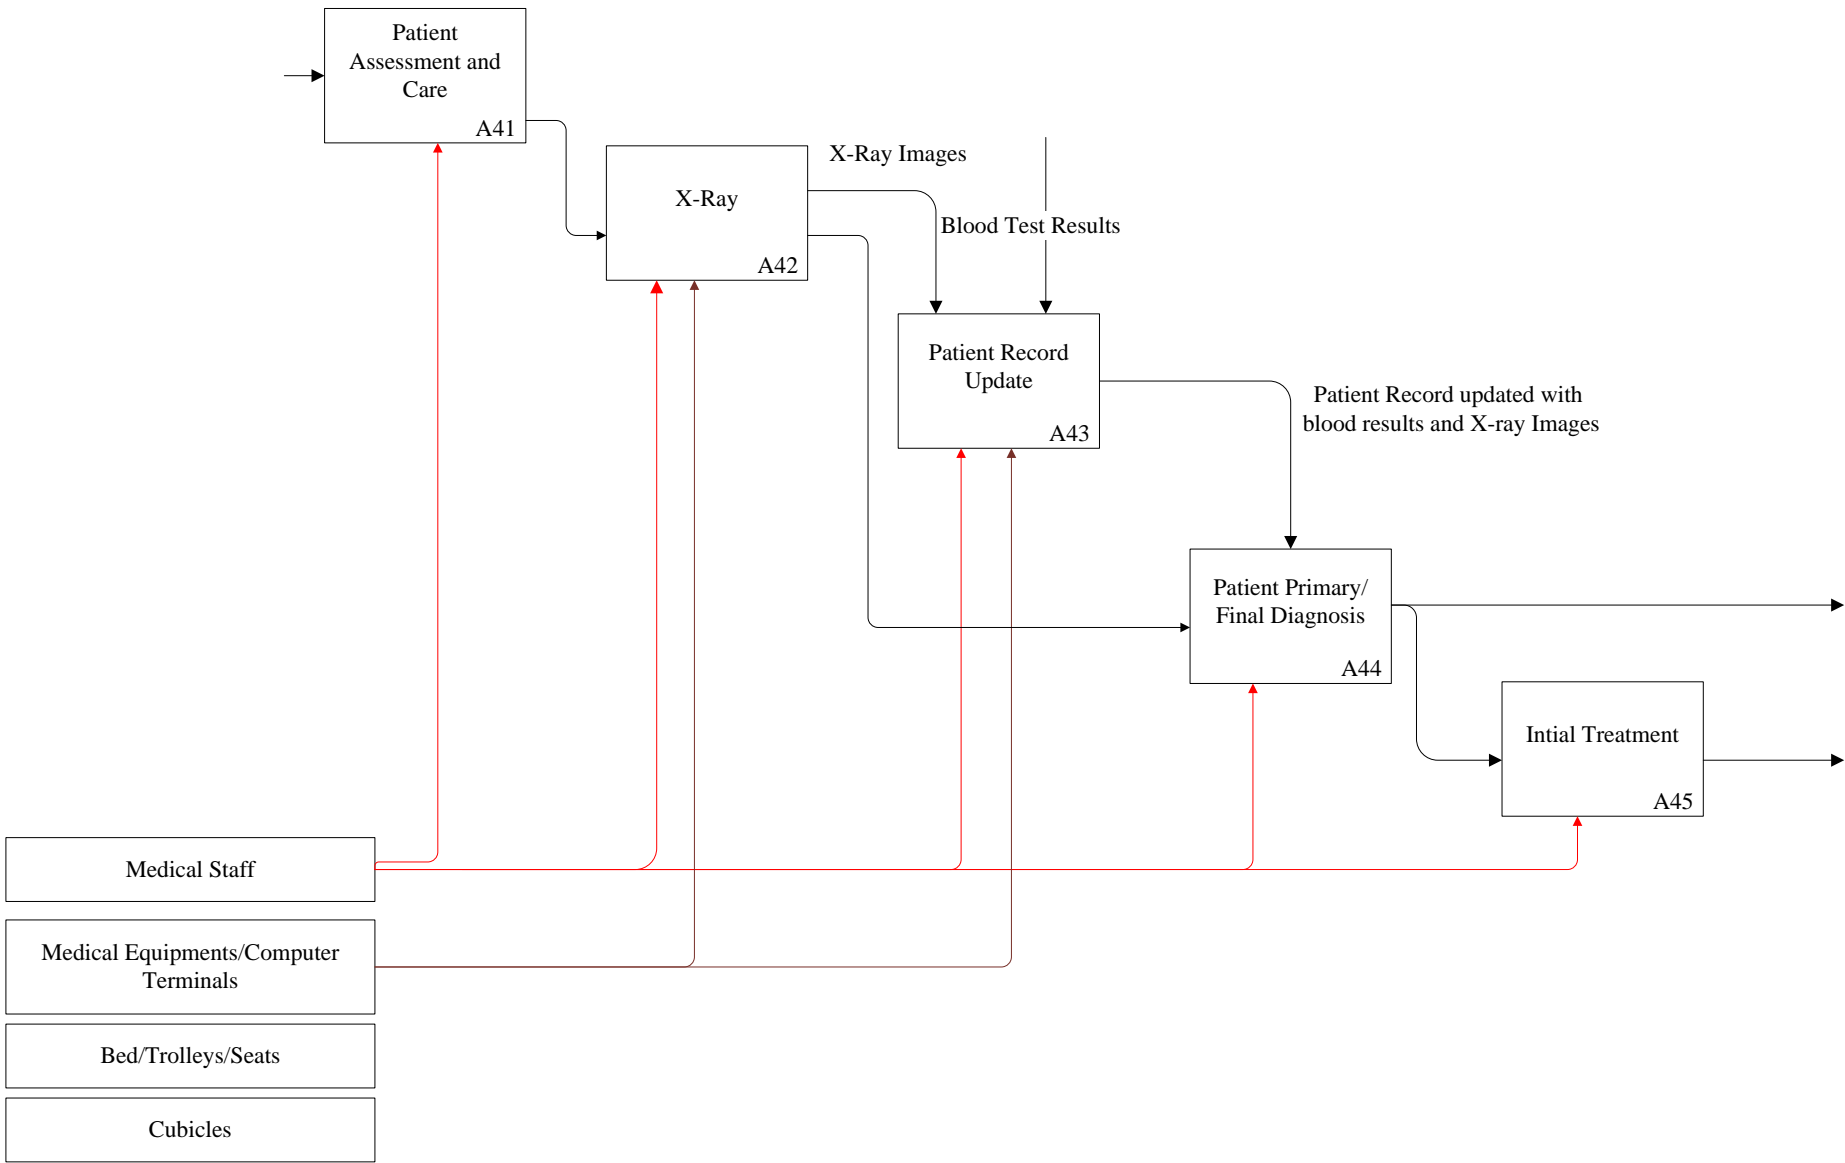 Patient
Assessment and
Care
A41
X-Ray
A42
X-Ray Images
Blood Test Results
Patient Record
Update
A43
Patient Record updated with
blood results and X-ray Images
Patient Primary/
Final Diagnosis
A44
Intial Treatment
A45
Medical Staff
Medical Equipments/Computer
Terminals
Bed/Trolleys/Seats
Cubicles